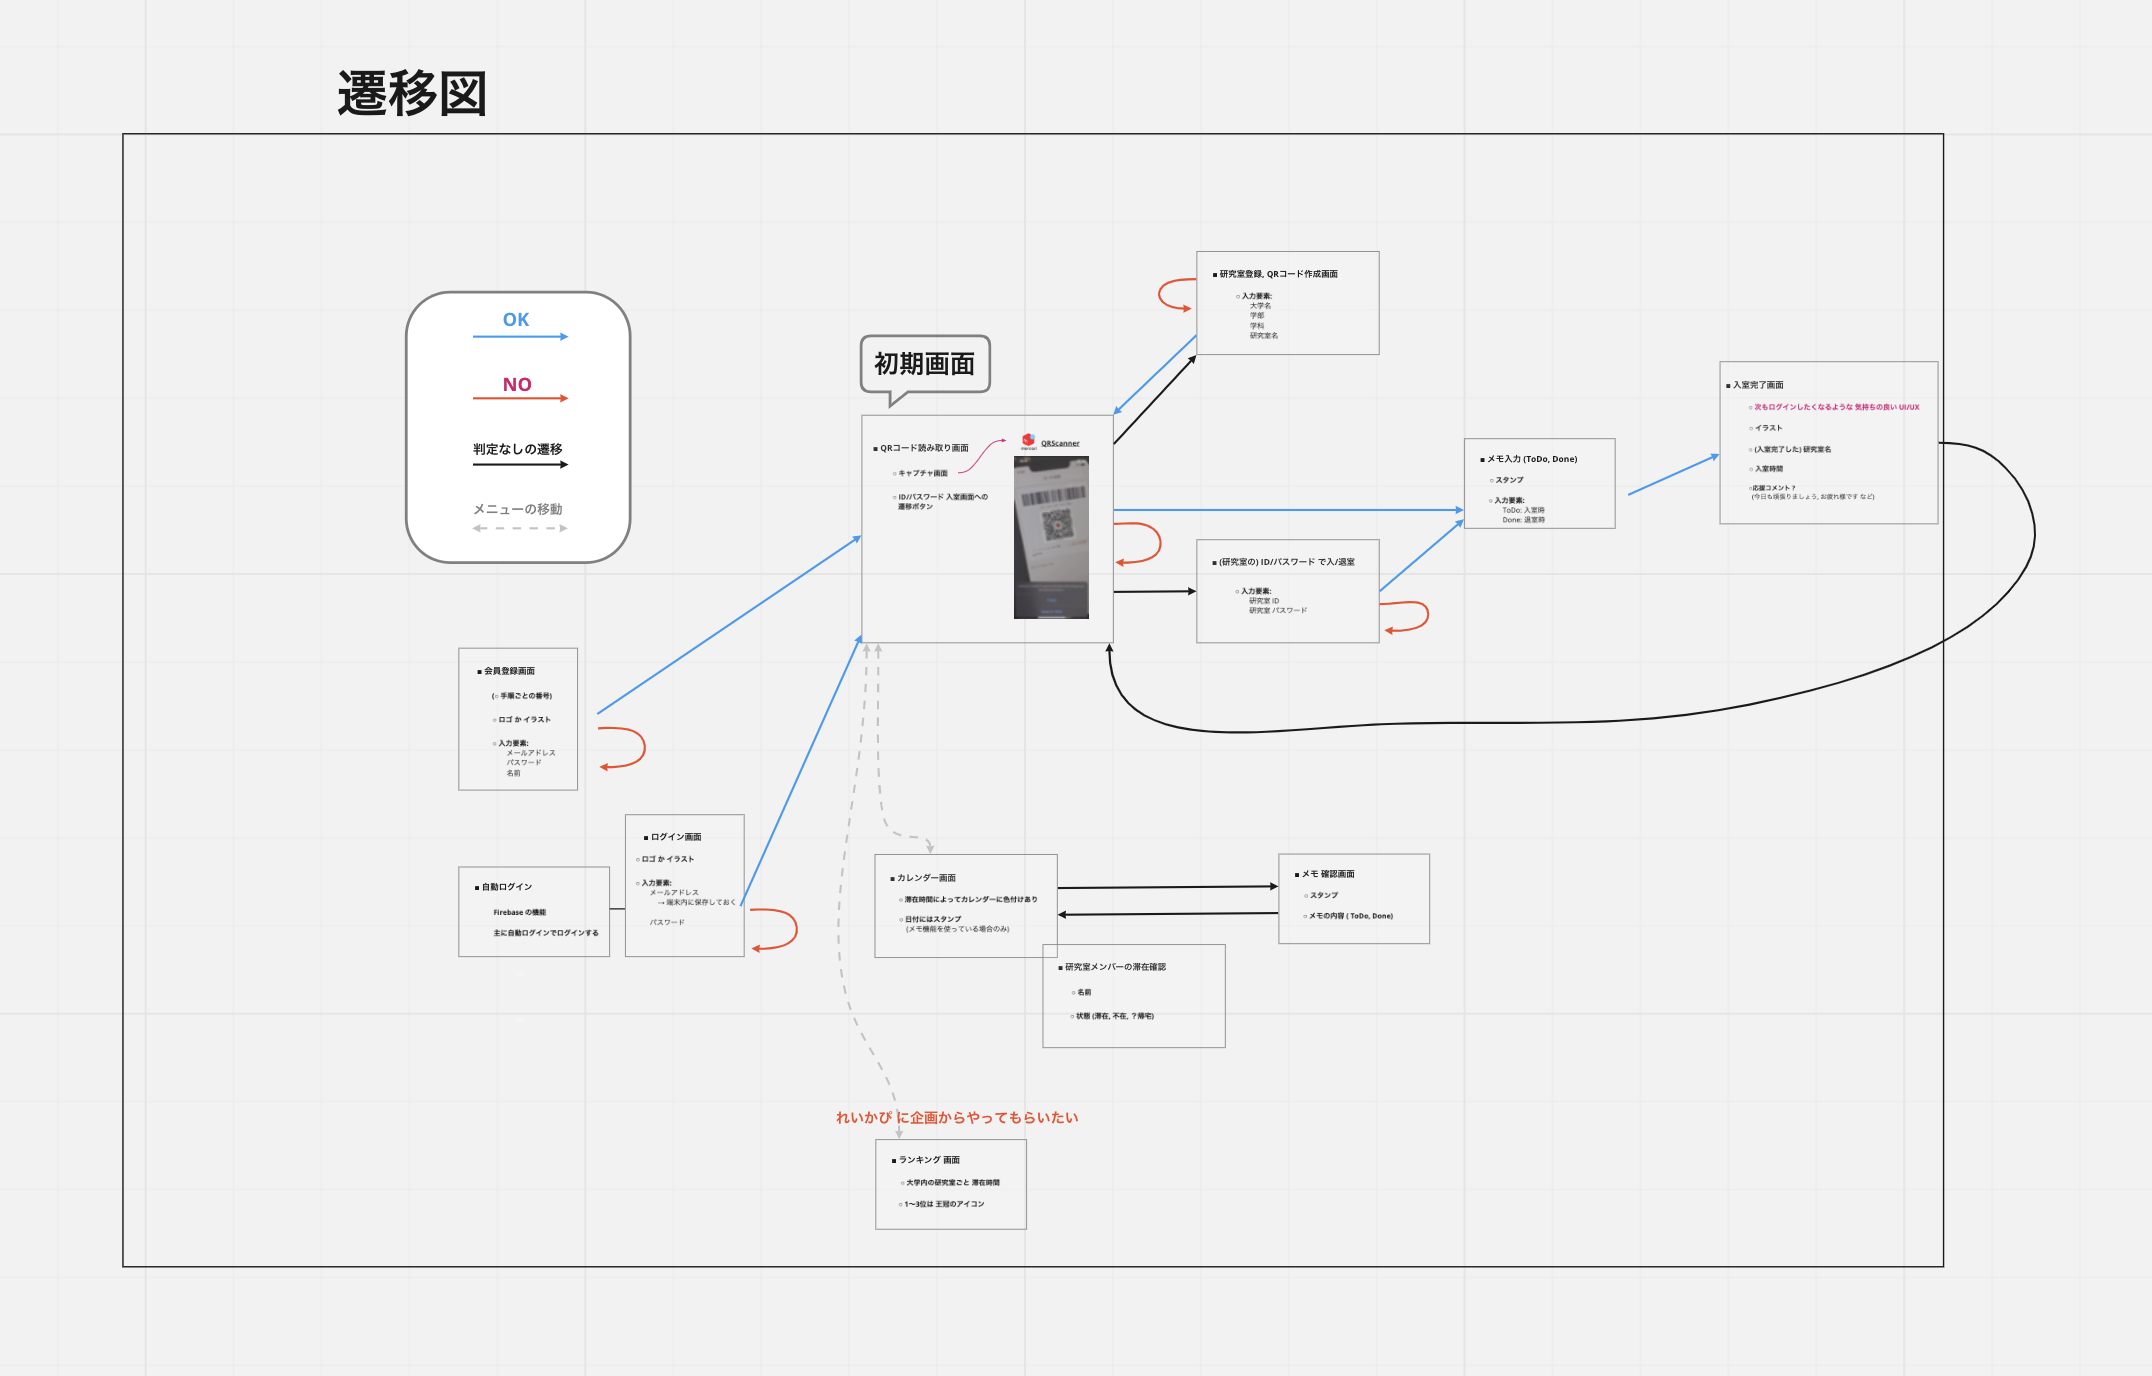 遷移図
OK
NO
判定なしの遷移
メニューの移動
初期画面
■ 研究室登録, QRコード作成画面
○ 入力要素:
大学名
学部
学科
研究室名
■ QRコード読み取り画面
○ キャプチャ画面
○ ID/パスワード 入室画面への
遷移ボタン
QRScanner
■ メモ入力 (ToDo, Done)
○ スタンプ
○ 入力要素:
ToDo: 入室時
Done: 退室時
■ 入室完了画面
○ 次もログインしたくなるような 気持ちの良い UI/UX
○ イラスト
○ (入室完了した) 研究室名
○ 入室時間
○応援コメント？
(今日も頑張りましょう, お疲れ様です など)
■ (研究室の) ID/パスワード で入/退室
○ 入力要素:
研究室 ID
研究室 パスワード
■ 会員登録画面
(○ 手順ごとの番号)
○ ロゴ か イラスト
○ 入力要素:
メールアドレス
パスワード
名前
■ ログイン画面
○ ロゴ か イラスト
○ 入力要素:
メールアドレス
→ 端末内に保存しておく
パスワード
■ 自動ログイン
Firebase の機能
主に自動ログインでログインする
■ カレンダー画面
○ 滞在時間によってカレンダーに色付けあり
○ 日付にはスタンプ
(メモ機能を使っている場合のみ)
■ メモ 確認画面
○ スタンプ
○ メモの内容 ( ToDo, Done)
■ 研究室メンバーの滞在確認
○ 名前
○ 状態 (滞在, 不在, ？帰宅)
れいかぴ に企画からやってもらいたい
■ ランキング 画面
○ 大学内の研究室ごと 滞在時間
○ 1〜3位は 王冠のアイコン